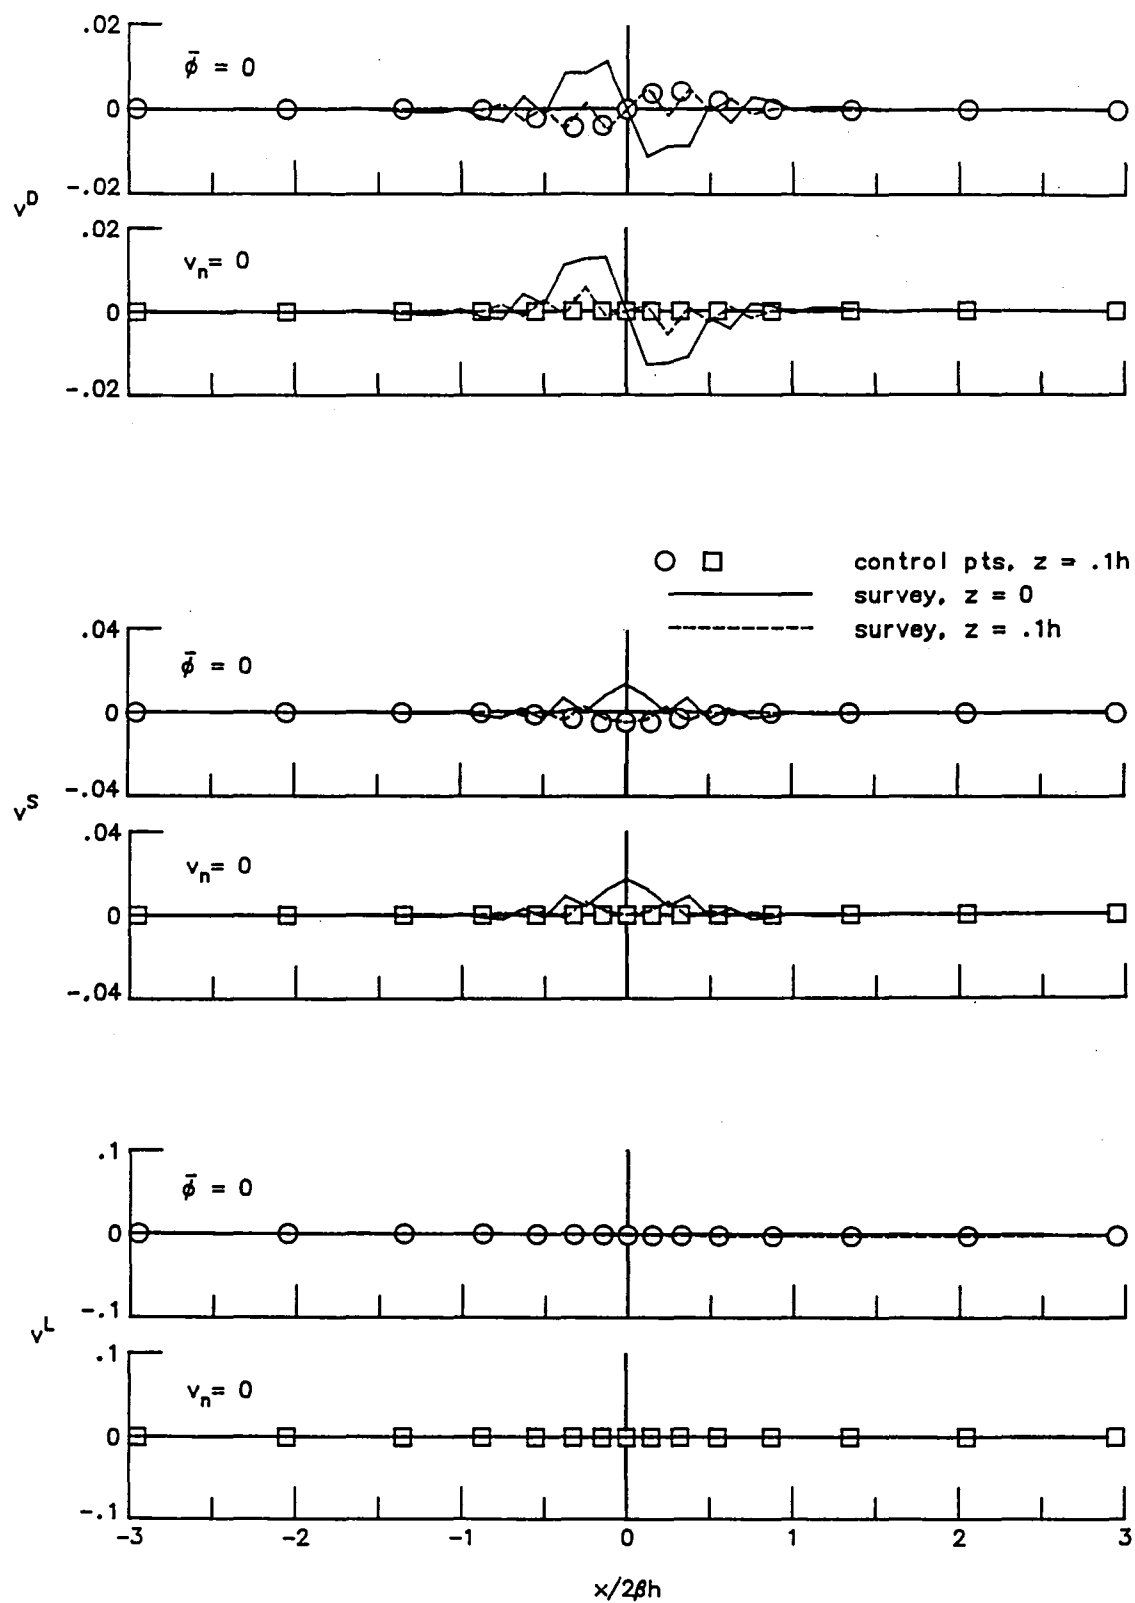 .02
φ̄ = 0
0
-.02
v^D
.02
v_n= 0
0
-.02
control pts, z = .1h
survey, z = 0
survey, z = .1h
.04
φ̄ = 0
0
-.04
v^S
.04
v_n= 0
0
-.04
.1
φ̄ = 0
0
-.1
v^L
.1
v_n= 0
0
-.1
-3 -2 -1 0 1 2 3
x/2βh